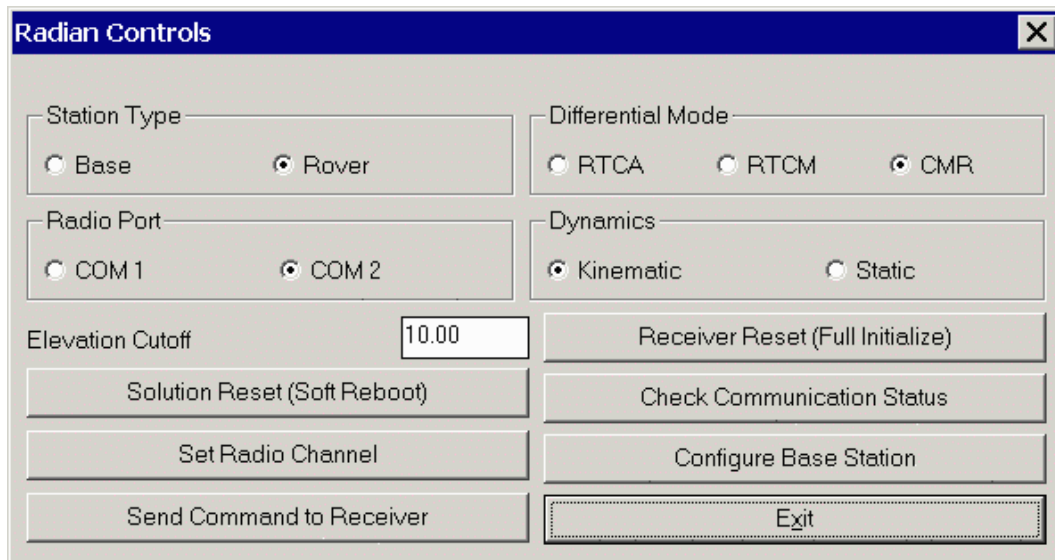 Radian Controls
Station Type
Base Rover
Differential Mode
RTCA RTCM CMR
Radio Port
COM 1 COM 2
Dynamics
Kinematic Static
Elevation Cutoff 10.00
Receiver Reset (Full Initialize)
Solution Reset (Soft Reboot)
Check Communication Status
Set Radio Channel
Configure Base Station
Send Command to Receiver
Exit